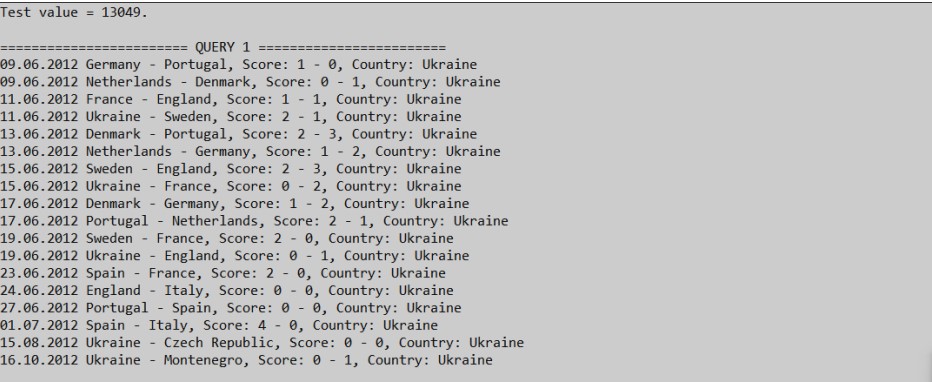 Test value = 13049.
======================== QUERY 1 ========================
09.06.2012 Germany - Portugal, Score: 1 - 0, Country: Ukraine
09.06.2012 Netherlands - Denmark, Score: 0 - 1, Country: Ukraine
11.06.2012 France - England, Score: 1 - 1, Country: Ukraine
11.06.2012 Ukraine - Sweden, Score: 2 - 1, Country: Ukraine
13.06.2012 Denmark - Portugal, Score: 2 - 3, Country: Ukraine
13.06.2012 Netherlands - Germany, Score: 1 - 2, Country: Ukraine
15.06.2012 Sweden - England, Score: 2 - 3, Country: Ukraine
15.06.2012 Ukraine - France, Score: 0 - 2, Country: Ukraine
17.06.2012 Denmark - Germany, Score: 1 - 2, Country: Ukraine
17.06.2012 Portugal - Netherlands, Score: 2 - 1, Country: Ukraine
19.06.2012 Sweden - France, Score: 2 - 0, Country: Ukraine
19.06.2012 Ukraine - England, Score: 0 - 1, Country: Ukraine
23.06.2012 Spain - France, Score: 2 - 0, Country: Ukraine
24.06.2012 England - Italy, Score: 0 - 0, Country: Ukraine
27.06.2012 Portugal - Spain, Score: 0 - 0, Country: Ukraine
01.07.2012 Spain - Italy, Score: 4 - 0, Country: Ukraine
15.08.2012 Ukraine - Czech Republic, Score: 0 - 0, Country: Ukraine
16.10.2012 Ukraine - Montenegro, Score: 0 - 1, Country: Ukraine